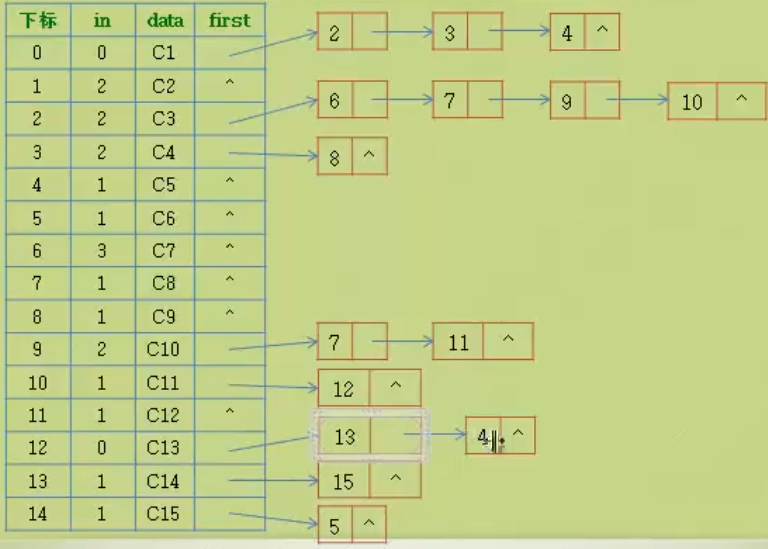 下标 in data first
0 0 C1 2 3 4 ^
1 2 C2 ^
2 2 C3 6 7 9 10 ^
3 2 C4 8 ^
4 1 C5 ^
5 1 C6 ^
6 3 C7 ^
7 1 C8 ^
8 1 C9 ^
9 2 C10 7 11 ^
10 1 C11 12 ^
11 1 C12 ^
12 0 C13 13 4 ^
13 1 C14 15 ^
14 1 C15 5 ^